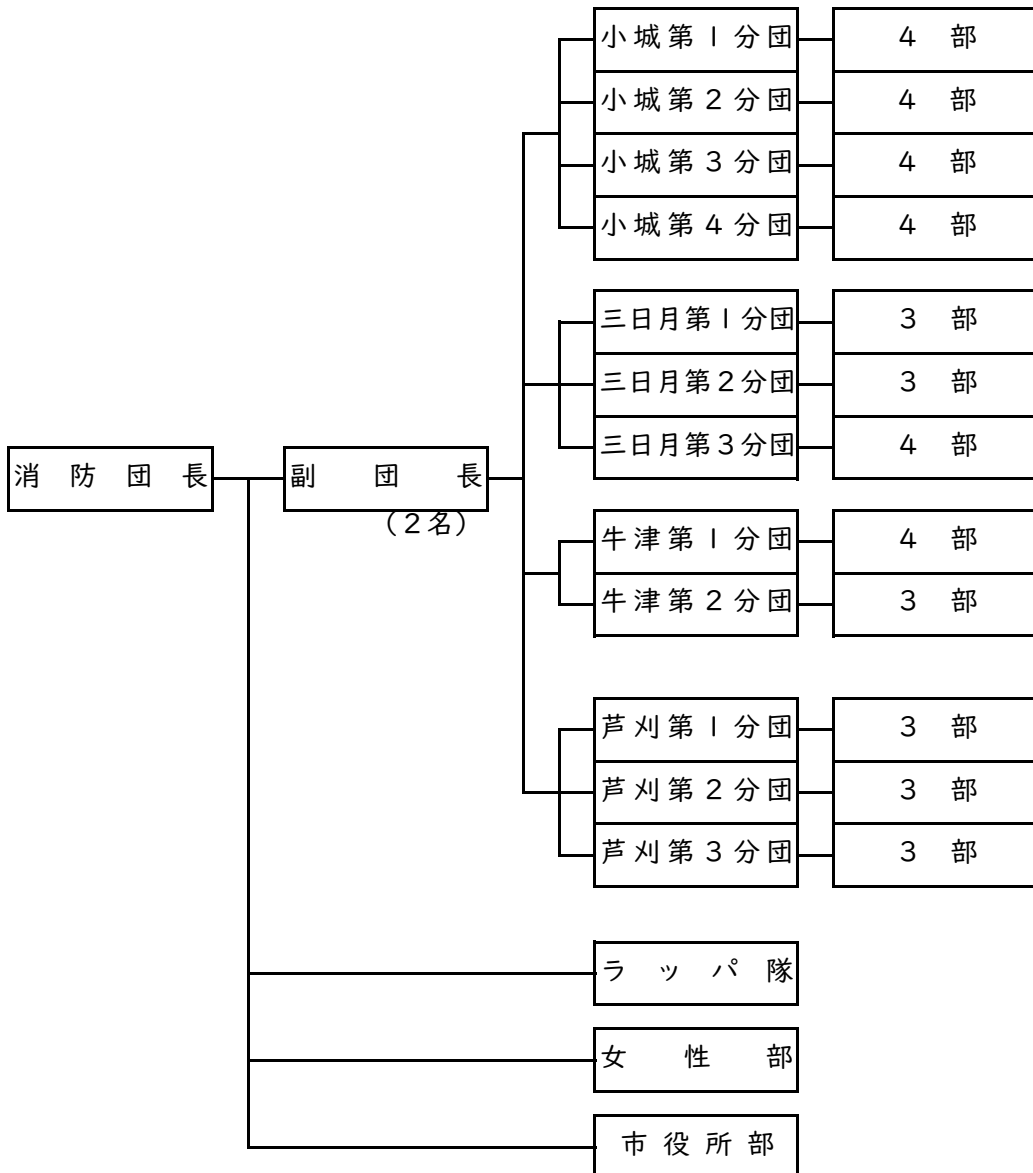 小城第1分団 4部
小城第2分団 4部
小城第3分団 4部
小城第4分団 4部
三日月第1分団 3部
三日月第2分団 3部
三日月第3分団 4部
消防団長 副団長
(2名)
牛津第1分団 4部
牛津第2分団 3部
芦刈第1分団 3部
芦刈第2分団 3部
芦刈第3分団 3部
ラッパ隊
女性部
市役所部